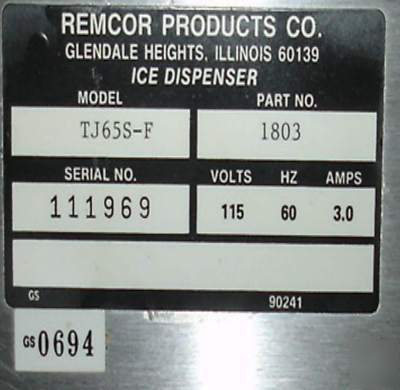 REMCOR PRODUCTS CO.
GLENDALE HEIGHTS, ILLINOIS 60139
ICE DISPENSER
MODEL PART NO.
TJ65S-F 1803
SERIAL NO. VOLTS HZ AMPS
111969 115 60 3.0
GS 90241
GS 0694